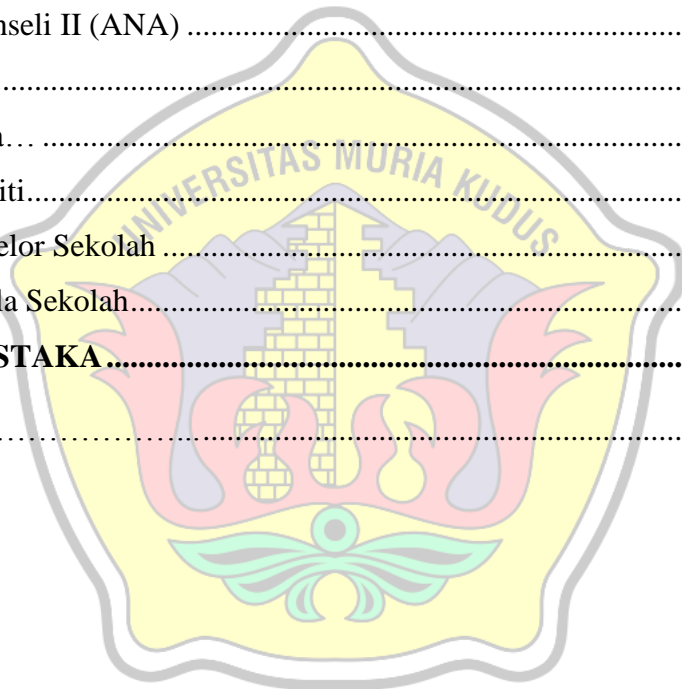 nseli II (ANA) ....................................................................
..........................................................................................
a… ....................................................................................
iti.......................................................................................
elor Sekolah .......................................................................
la Sekolah...........................................................................
STAKA..............................................................................
……………….. ................................................................
UNIVERSITAS MURIA KUDUS